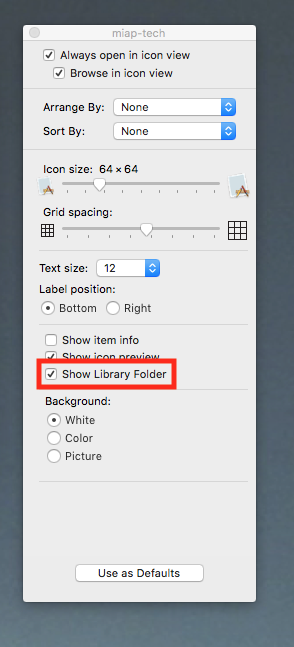 miap-tech
Always open in icon view
Browse in icon view
Arrange By: None
Sort By: None
Icon size: 64 × 64
Grid spacing:
Text size: 12
Label position:
Bottom Right
Show item info
Show icon preview
Show Library Folder
Background:
White
Color
Picture
Use as Defaults